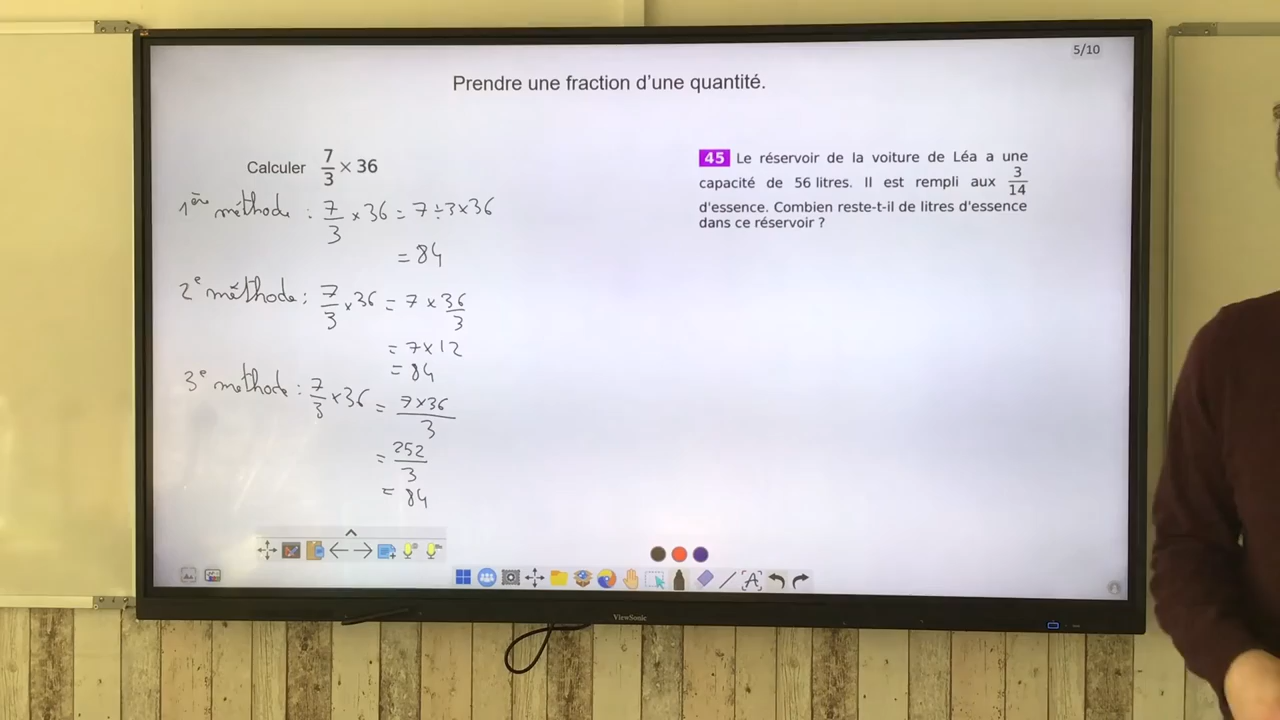 5/10
Prendre une fraction d'une quantité.
Calculer 7/3 × 36
1ère méthode : 7/3 × 36 = 7 ÷ 3 × 36
= 84
2e méthode : 7/3 × 36 = 7 × 36/3
= 7 × 12
= 84
3e méthode : 7/3 × 36 = 7×36/3
= 252/3
= 84
45 Le réservoir de la voiture de Léa a une
capacité de 56 litres. Il est rempli aux 3/14
d'essence. Combien reste-t-il de litres d'essence
dans ce réservoir ?
ViewSonic